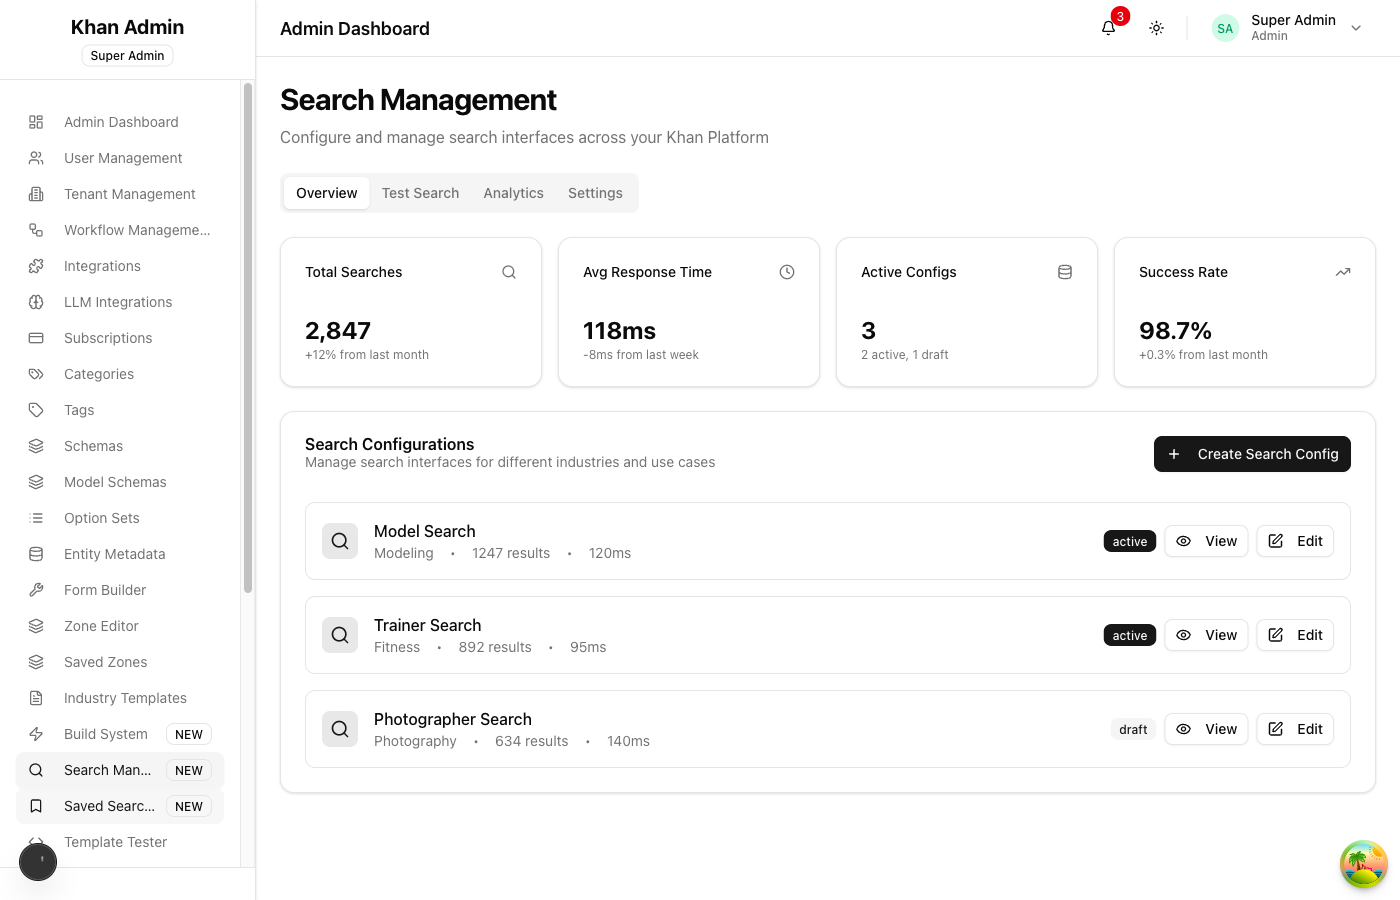 Khan Admin
Super Admin
Admin Dashboard
User Management
Tenant Management
Workflow Manageme...
Integrations
LLM Integrations
Subscriptions
Categories
Tags
Schemas
Model Schemas
Option Sets
Entity Metadata
Form Builder
Zone Editor
Saved Zones
Industry Templates
Build System NEW
Search Man... NEW
Saved Searc... NEW
Template Tester
Admin Dashboard
3
SA
Super Admin
Admin
Search Management
Configure and manage search interfaces across your Khan Platform
Overview Test Search Analytics Settings
Total Searches
2,847
+12% from last month
Avg Response Time
118ms
-8ms from last week
Active Configs
3
2 active, 1 draft
Success Rate
98.7%
+0.3% from last month
Search Configurations
Manage search interfaces for different industries and use cases
Create Search Config
Model Search
Modeling • 1247 results • 120ms
active View Edit
Trainer Search
Fitness • 892 results • 95ms
active View Edit
Photographer Search
Photography • 634 results • 140ms
draft View Edit